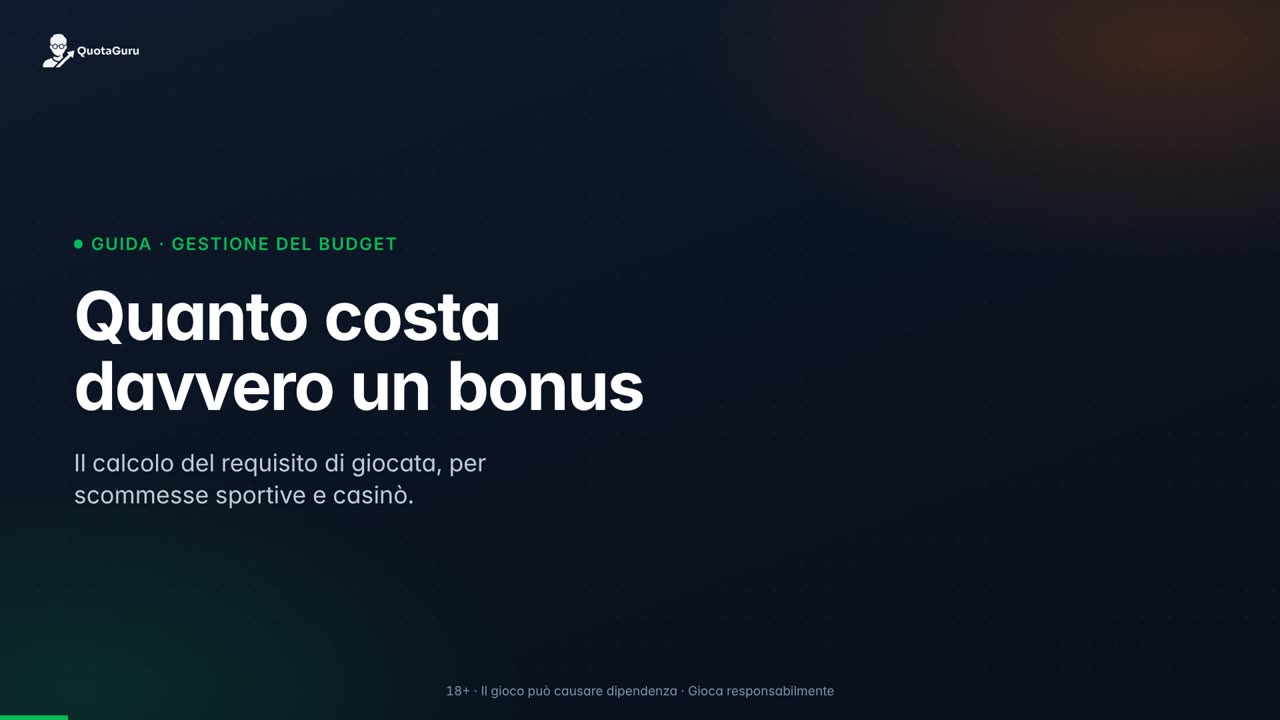 QuotaGuru
GUIDA · GESTIONE DEL BUDGET
Quanto costa
davvero un bonus
Il calcolo del requisito di giocata, per
scommesse sportive e casinò.
18+ · Il gioco può causare dipendenza · Gioca responsabilmente